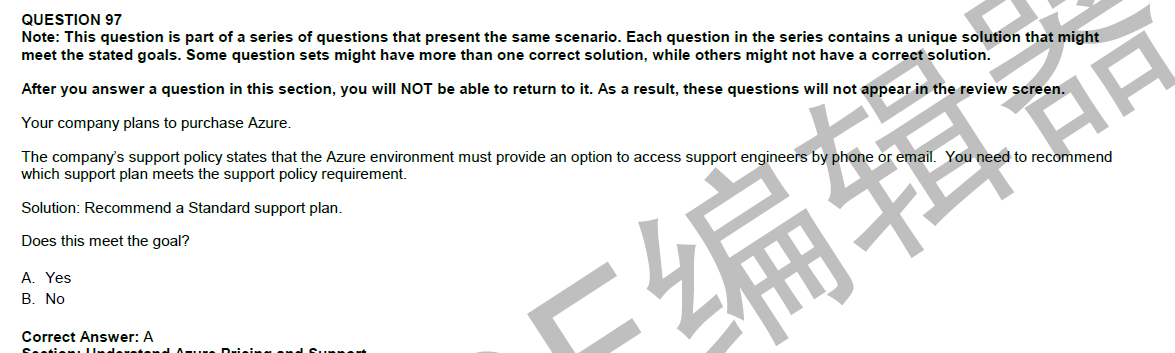 QUESTION 97
Note: This question is part of a series of questions that present the same scenario. Each question in the series contains a unique solution that might
meet the stated goals. Some question sets might have more than one correct solution, while others might not have a correct solution.
After you answer a question in this section, you will NOT be able to return to it. As a result, these questions will not appear in the review screen.
Your company plans to purchase Azure.
The company's support policy states that the Azure environment must provide an option to access support engineers by phone or email.  You need to recommend
which support plan meets the support policy requirement.
Solution: Recommend a Standard support plan.
Does this meet the goal?
A.  Yes
B.  No
Correct Answer: A
Section: Understand Azure Pricing and Support
编辑器